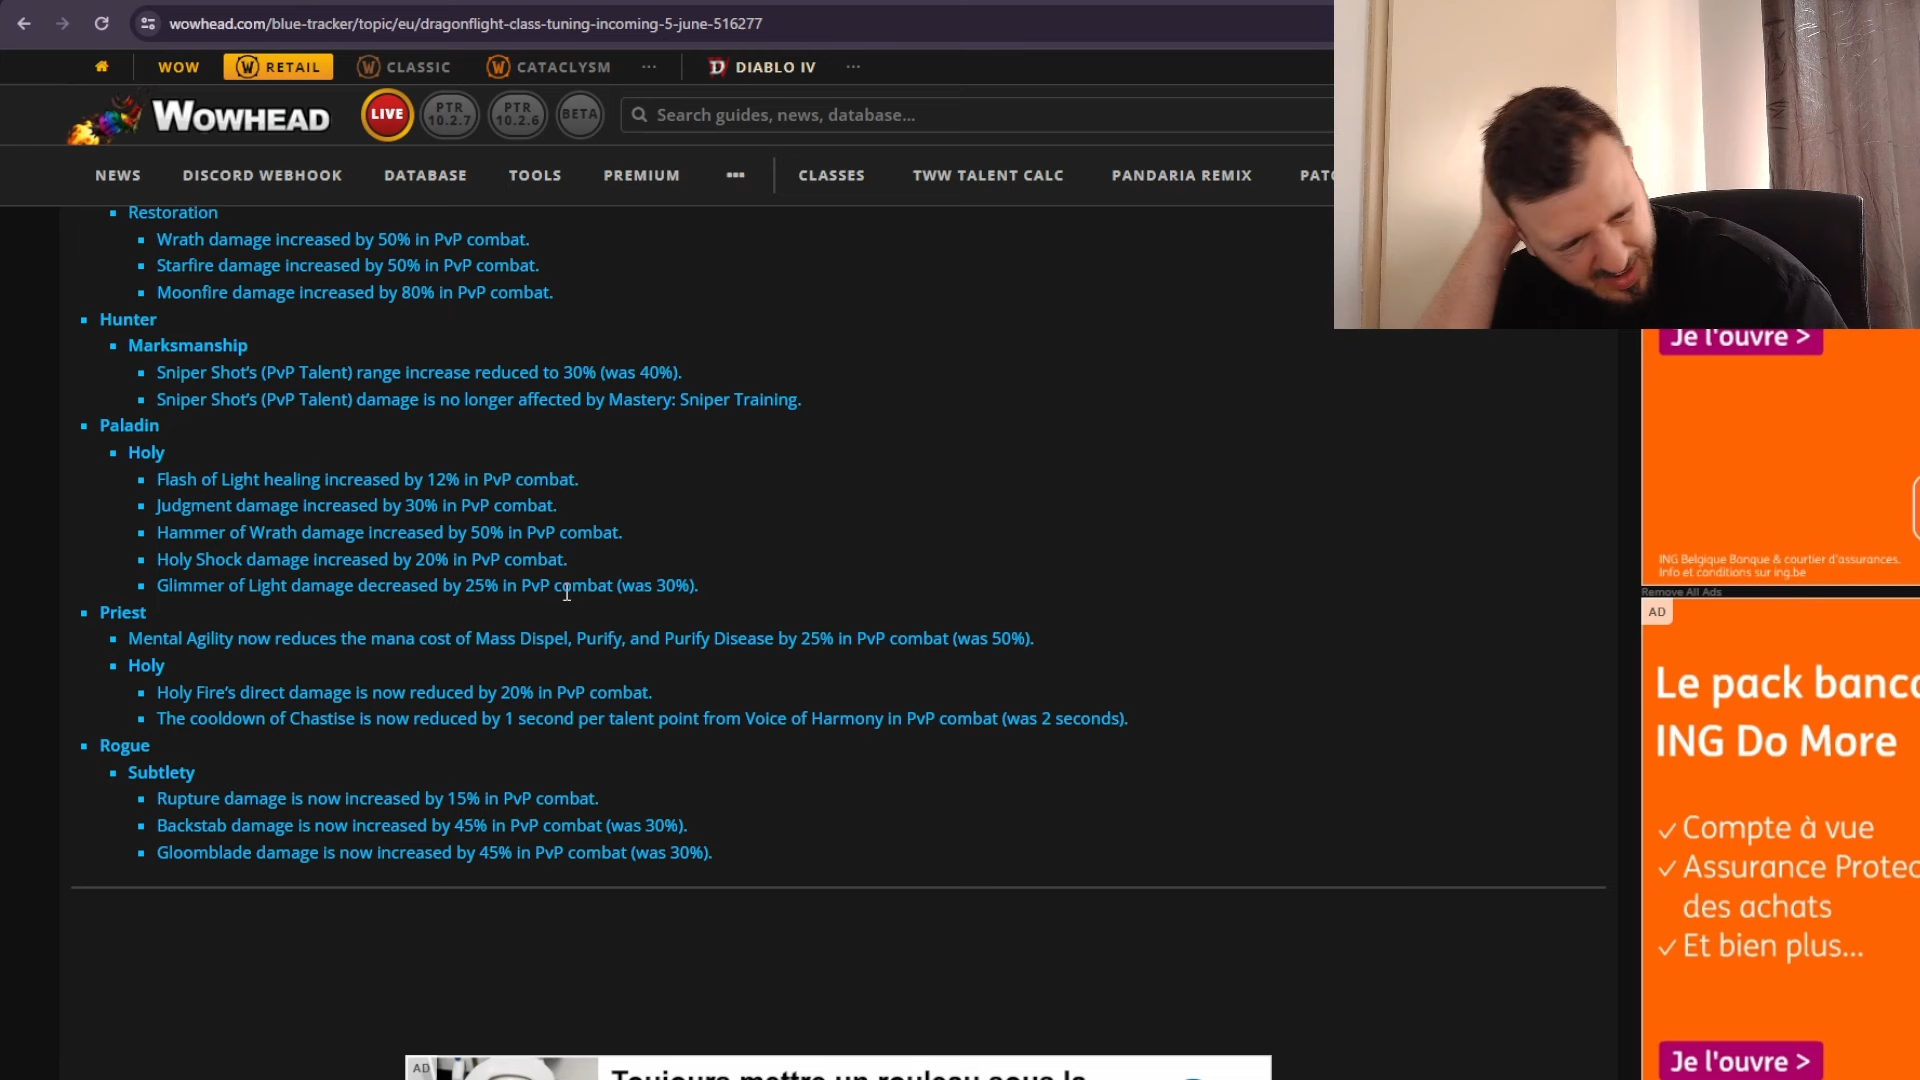 wowhead.com/blue-tracker/topic/eu/dragonflight-class-tuning-incoming-5-june-516277
WOW
RETAIL
CLASSIC
CATACLYSM
DIABLO IV
WOWHEAD
LIVE
PTR 10.2.7
PTR 10.2.6
BETA
Search guides, news, database...
NEWS
DISCORD WEBHOOK
DATABASE
TOOLS
PREMIUM
CLASSES
TWW TALENT CALC
PANDARIA REMIX
Restoration
Wrath damage increased by 50% in PvP combat.
Starfire damage increased by 50% in PvP combat.
Moonfire damage increased by 80% in PvP combat.
Hunter
Marksmanship
Sniper Shot's (PvP Talent) range increase reduced to 30% (was 40%).
Sniper Shot's (PvP Talent) damage is no longer affected by Mastery: Sniper Training.
Paladin
Holy
Flash of Light healing increased by 12% in PvP combat.
Judgment damage increased by 30% in PvP combat.
Hammer of Wrath damage increased by 50% in PvP combat.
Holy Shock damage increased by 20% in PvP combat.
Glimmer of Light damage decreased by 25% in PvP combat (was 30%).
Priest
Mental Agility now reduces the mana cost of Mass Dispel, Purify, and Purify Disease by 25% in PvP combat (was 50%).
Holy
Holy Fire's direct damage is now reduced by 20% in PvP combat.
The cooldown of Chastise is now reduced by 1 second per talent point from Voice of Harmony in PvP combat (was 2 seconds).
Rogue
Subtlety
Rupture damage is now increased by 15% in PvP combat.
Backstab damage is now increased by 45% in PvP combat (was 30%).
Gloomblade damage is now increased by 45% in PvP combat (was 30%).
Je l'ouvre >
ING Belgique Banque & courtier d'assurances.
Info et conditions sur ing.be
Remove All Ads
AD
Le pack banc
ING Do More
✓ Compte à vue
✓ Assurance Protec
des achats
✓ Et bien plus...
Je l'ouvre >
AD